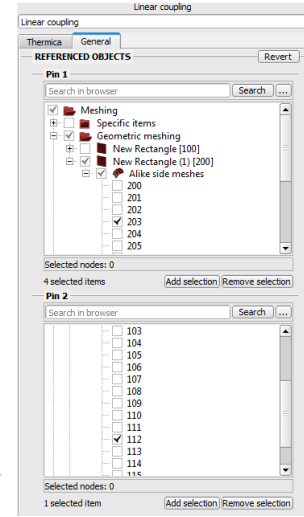 Linear coupling
Linear coupling
Thermica General
REFERENCED OBJECTS Revert
Pin 1
Search in browser Search ...
Meshing
Specific items
Geometric meshing
New Rectangle [100]
New Rectangle (1) [200]
Alike side meshes
200
201
202
203
204
205
Selected nodes: 0
4 selected items Add selection Remove selection
Pin 2
Search in browser Search ...
103
104
105
106
107
108
109
110
111
112
113
114
115
Selected nodes: 0
1 selected item Add selection Remove selection